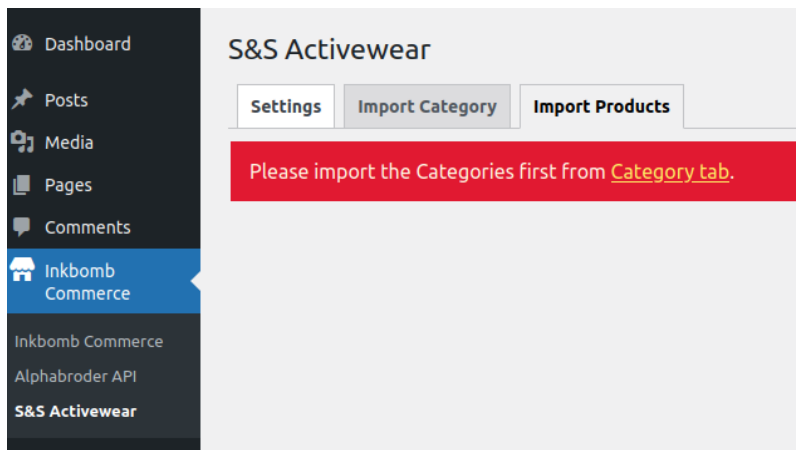 Dashboard
Posts
Media
Pages
Comments
Inkbomb
Commerce
Inkbomb Commerce
Alphabroder API
S&S Activewear
S&S Activewear
Settings
Import Category
Import Products
Please import the Categories first from Category tab.